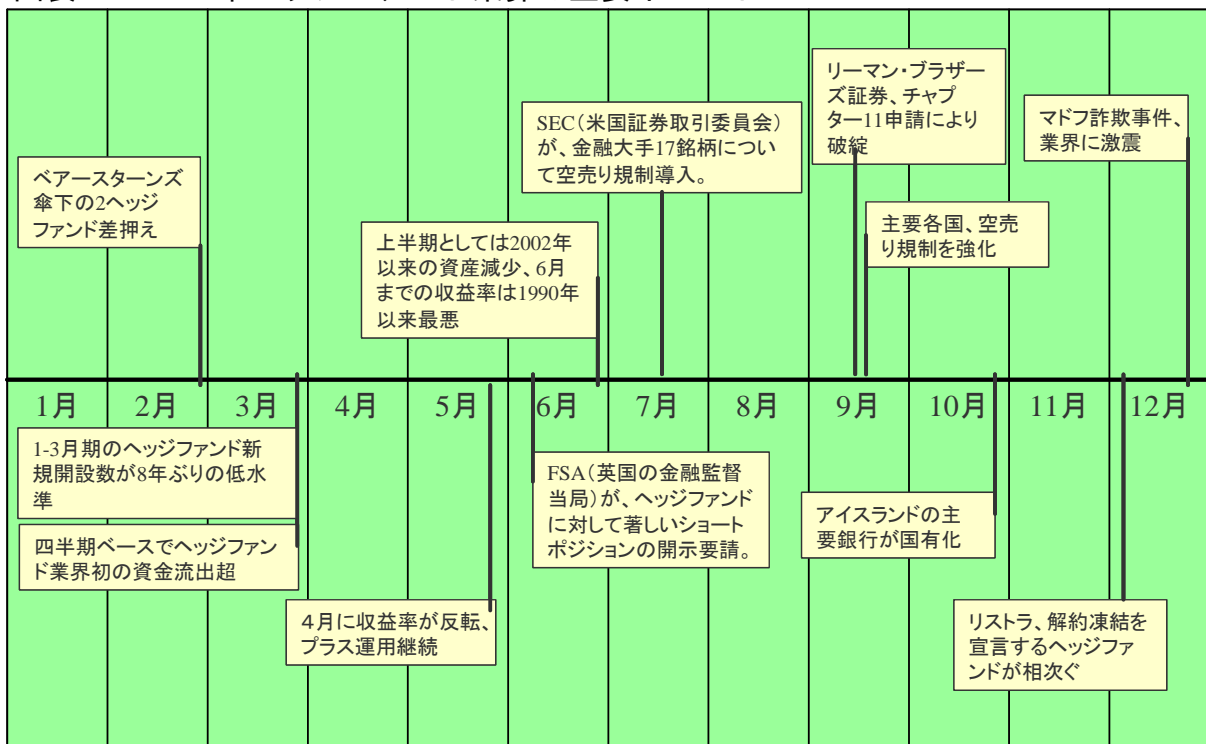 リーマン・ブラザー
ズ証券、チャプ
ター11申請により
破綻
マドフ詐欺事件、
業界に激震
SEC(米国証券取引委員会)
が、金融大手17銘柄につい
て空売り規制導入。
ベアースターンズ
傘下の2ヘッジ
ファンド差押え
主要各国、空売
り規制を強化
上半期としては2002年
以来の資産減少、6月
までの収益率は1990年
以来最悪
1月
2月
3月
4月
5月
6月
7月
8月
9月
10月
11月
12月
1-3月期のヘッジファンド新
規開設数が8年ぶりの低水
準
四半期ベースでヘッジファン
ド業界初の資金流出超
4月に収益率が反転、
プラス運用継続
FSA(英国の金融監督
当局)が、ヘッジファンド
に対して著しいショート
ポジションの開示要請。
アイスランドの主
要銀行が国有化
リストラ、解約凍結を
宣言するヘッジファ
ンドが相次ぐ